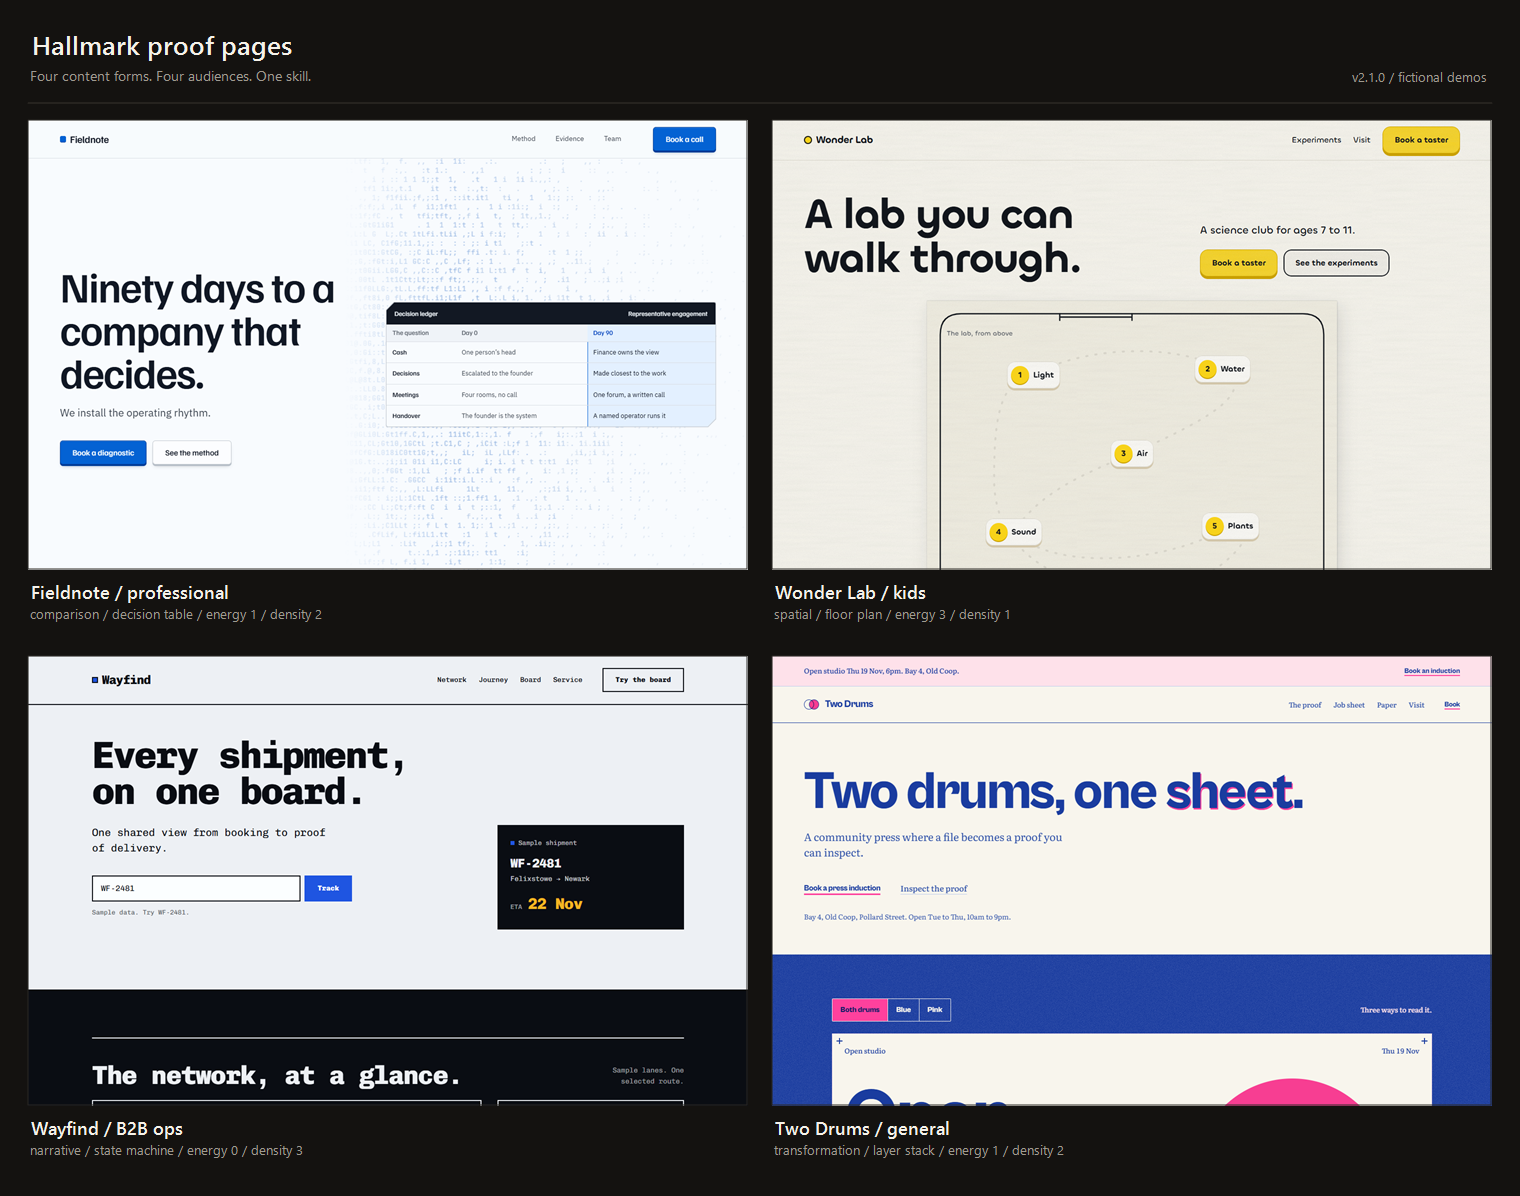 Hallmark proof pages
Four content forms. Four audiences. One skill.
v2.1.0 / fictional demos
Fieldnote
Method
Evidence
Team
Book a call
Ninety days to a
company that
decides.
We install the operating rhythm.
Book a diagnostic
See the method
Decision ledger
Representative engagement
The question
Day 0
Day 90
Cash
One person's head
Finance owns the view
Decisions
Escalated to the founder
Made closest to the work
Meetings
Four rooms, no call
One forum, a written call
Handover
The founder is the system
A named operator runs it
Fieldnote / professional
comparison / decision table / energy 1 / density 2
Wonder Lab
Experiments
Visit
Book a taster
A lab you can
walk through.
A science club for ages 7 to 11.
Book a taster
See the experiments
The lab, from above
1 Light
2 Water
3 Air
4 Sound
5 Plants
Wonder Lab / kids
spatial / floor plan / energy 3 / density 1
Wayfind
Network
Journey
Board
Service
Try the board
Every shipment,
on one board.
One shared view from booking to proof
of delivery.
WF-2481
Track
Sample data. Try WF-2481.
Sample shipment
WF-2481
Felixstowe → Newark
ETA 22 Nov
The network, at a glance.
Sample lanes. One
selected route.
Wayfind / B2B ops
narrative / state machine / energy 0 / density 3
Open studio Thu 19 Nov, 6pm. Bay 4, Old Coop.
Book an induction
Two Drums
The proof
Job sheet
Paper
Visit
Book
Two drums, one sheet.
A community press where a file becomes a proof you
can inspect.
Book a press induction
Inspect the proof
Bay 4, Old Coop, Pollard Street. Open Tue to Thu, 10am to 9pm.
Both drums
Blue
Pink
Three ways to read it.
Open studio
Thu 19 Nov
Open
Two Drums / general
transformation / layer stack / energy 1 / density 2